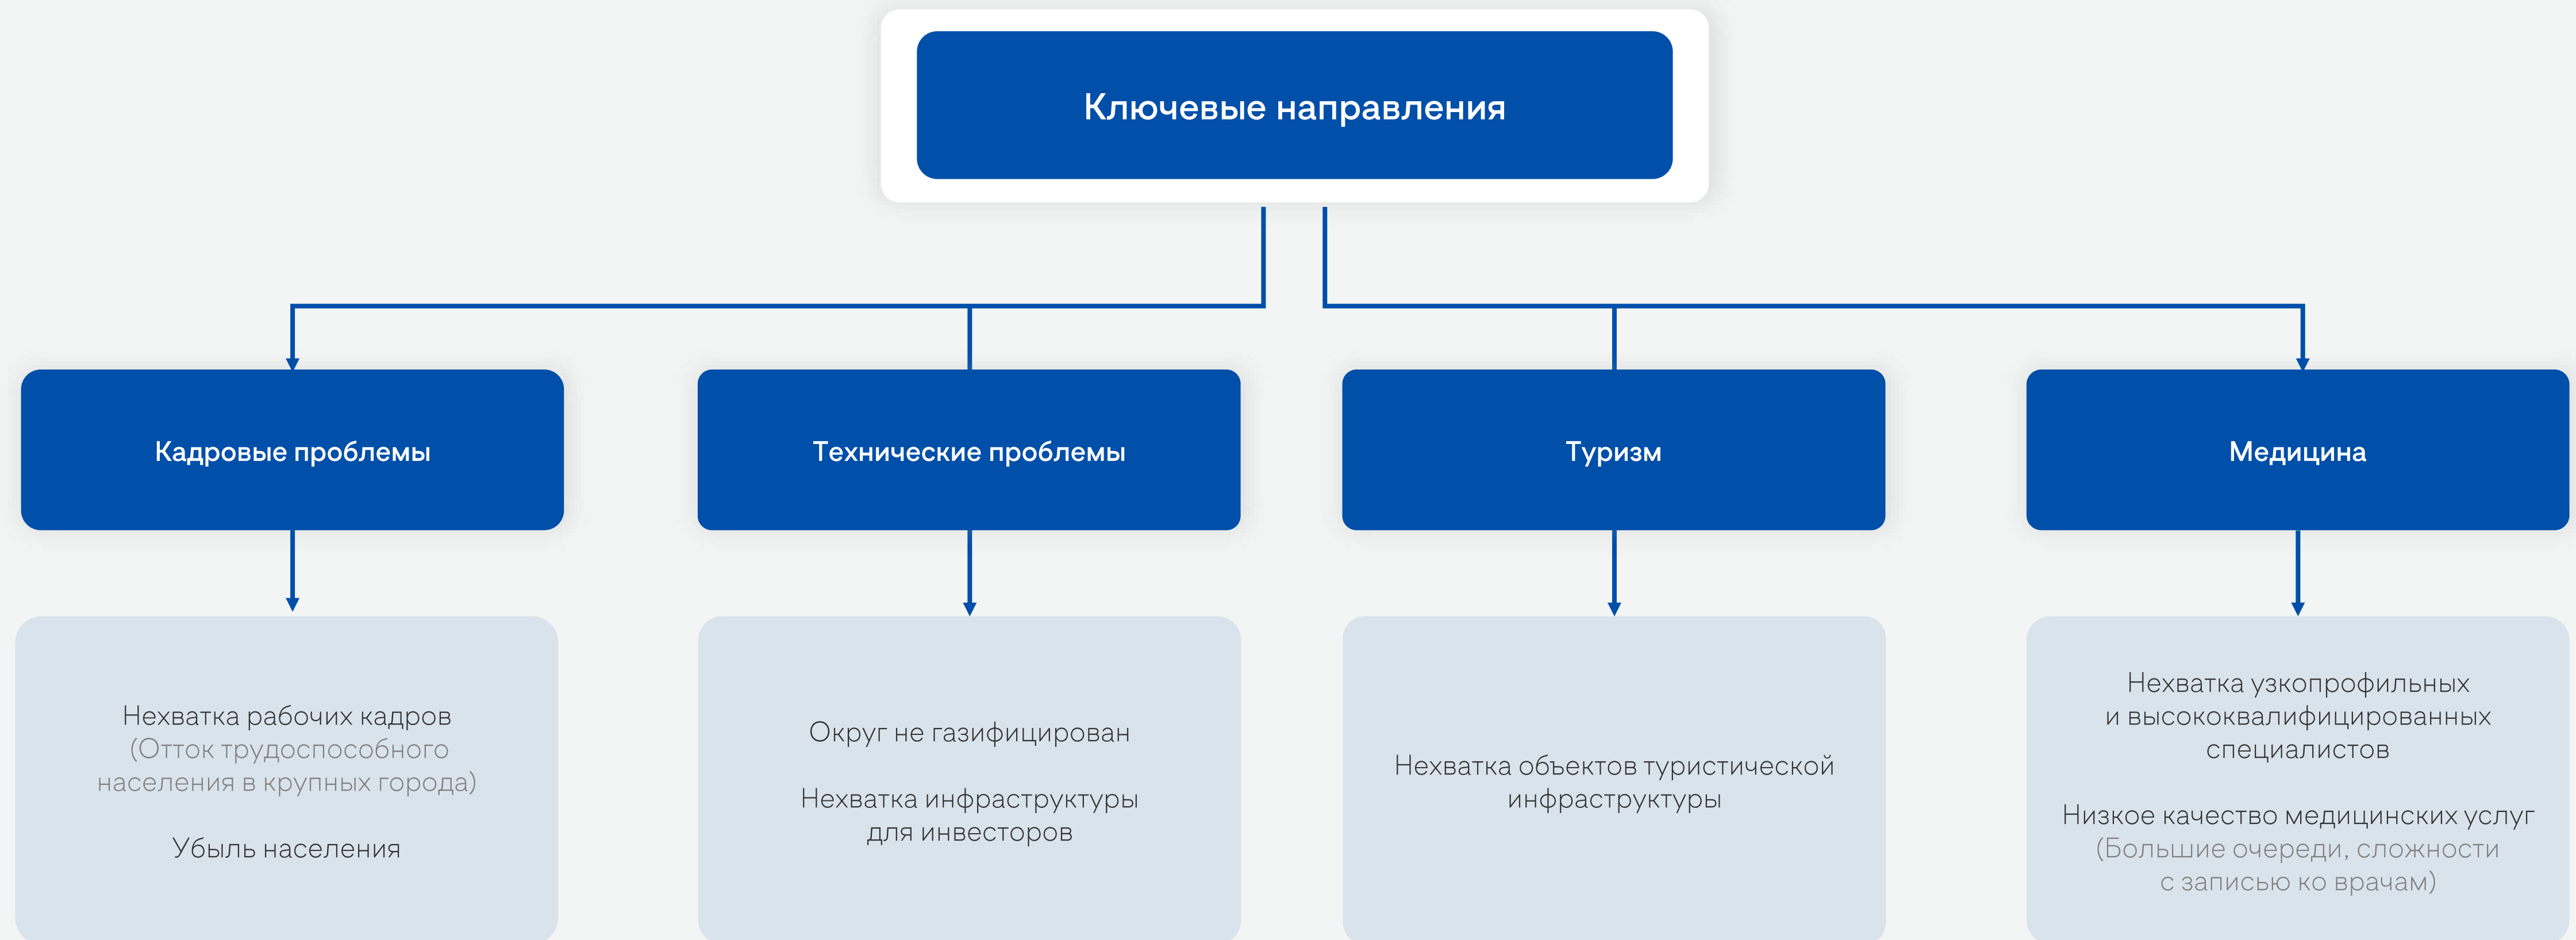 Ключевые направления
Кадровые проблемы
Технические проблемы
Туризм
Медицина
Нехватка рабочих кадров
(Отток трудоспособного
населения в крупных города)
Убыль населения
Округ не газифицирован
Нехватка инфраструктуры
для инвесторов
Нехватка объектов туристической
инфраструктуры
Нехватка узкопрофильных
и высококвалифицированных
специалистов
Низкое качество медицинских услуг
(Большие очереди, сложности
с записью ко врачам)